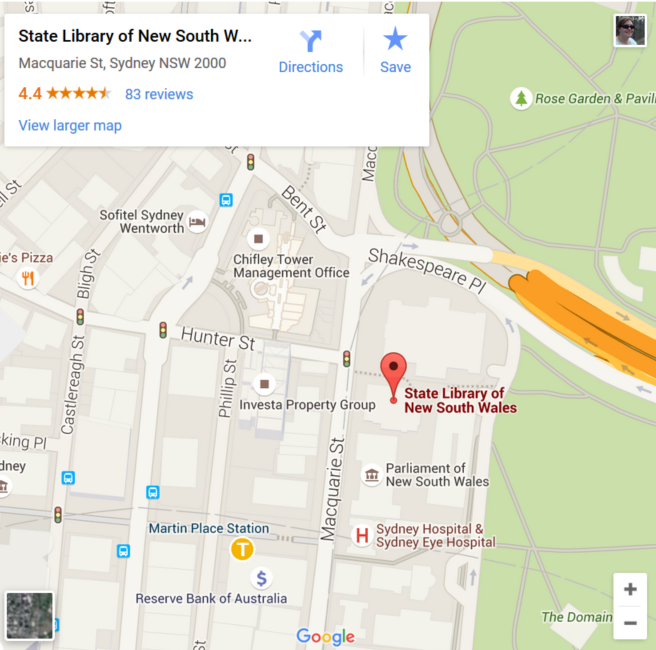 State Library of New South W...
Macquarie St, Sydney NSW 2000
4.4
83 reviews
View larger map
Directions
Save
Rose Garden & Pavil
Bent St
Sofitel Sydney
Wentworth
Chifley Tower
Management Office
Shakespeare Pl
ie's Pizza
Bligh St
Hunter St
Castlereagh St
Phillip St
Investa Property Group
State Library of
New South Wales
Macquarie St
Parliament of
New South Wales
king Pl
dney
Martin Place Station
T
H
Sydney Hospital &
Sydney Eye Hospital
$
Reserve Bank of Australia
The Domain
Google
+
−